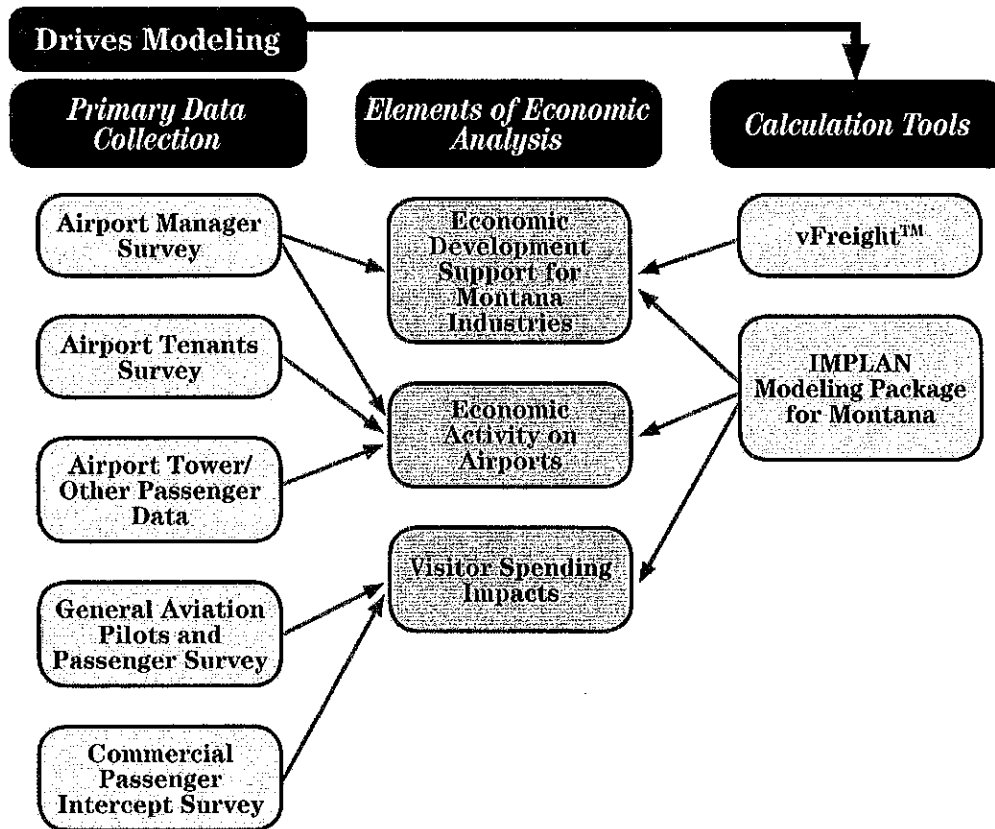 Drives Modeling
Primary Data
Collection
Elements of Economic
Analysis
Calculation Tools
Airport Manager
Survey
Airport Tenants
Survey
Airport Tower/
Other Passenger
Data
General Aviation
Pilots and
Passenger Survey
Commercial
Passenger
Intercept Survey
Economic
Development
Support for
Montana
Industries
Economic
Activity on
Airports
Visitor Spending
Impacts
vFreight™
IMPLAN
Modeling Package
for Montana